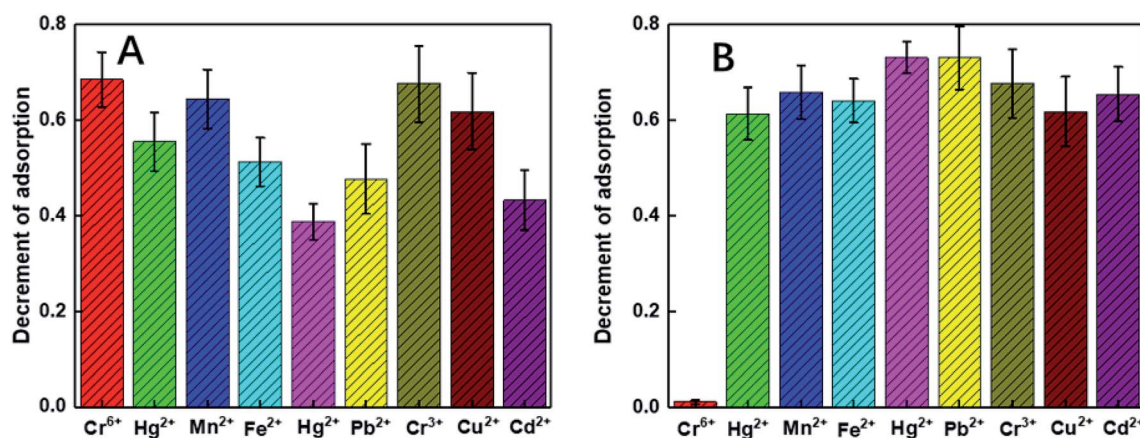 A
Decrement of adsorption
0.8
0.6
0.4
0.2
0.0
Cr⁶⁺ Hg²⁺ Mn²⁺ Fe²⁺ Hg²⁺ Pb²⁺ Cr³⁺ Cu²⁺ Cd²⁺
B
Decrement of adsorption
0.8
0.6
0.4
0.2
0.0
Cr⁶⁺ Hg²⁺ Mn²⁺ Fe²⁺ Hg²⁺ Pb²⁺ Cr³⁺ Cu²⁺ Cd²⁺